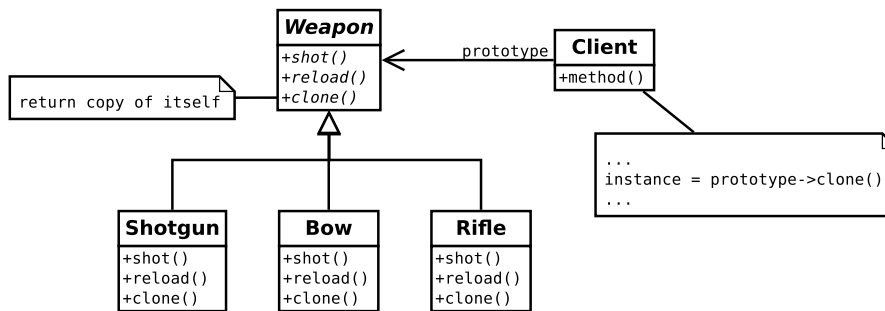 Weapon
+shot()
+reload()
+clone()
prototype
Client
+method()
return copy of itself
...
instance = prototype->clone()
...
Shotgun
+shot()
+reload()
+clone()
Bow
+shot()
+reload()
+clone()
Rifle
+shot()
+reload()
+clone()